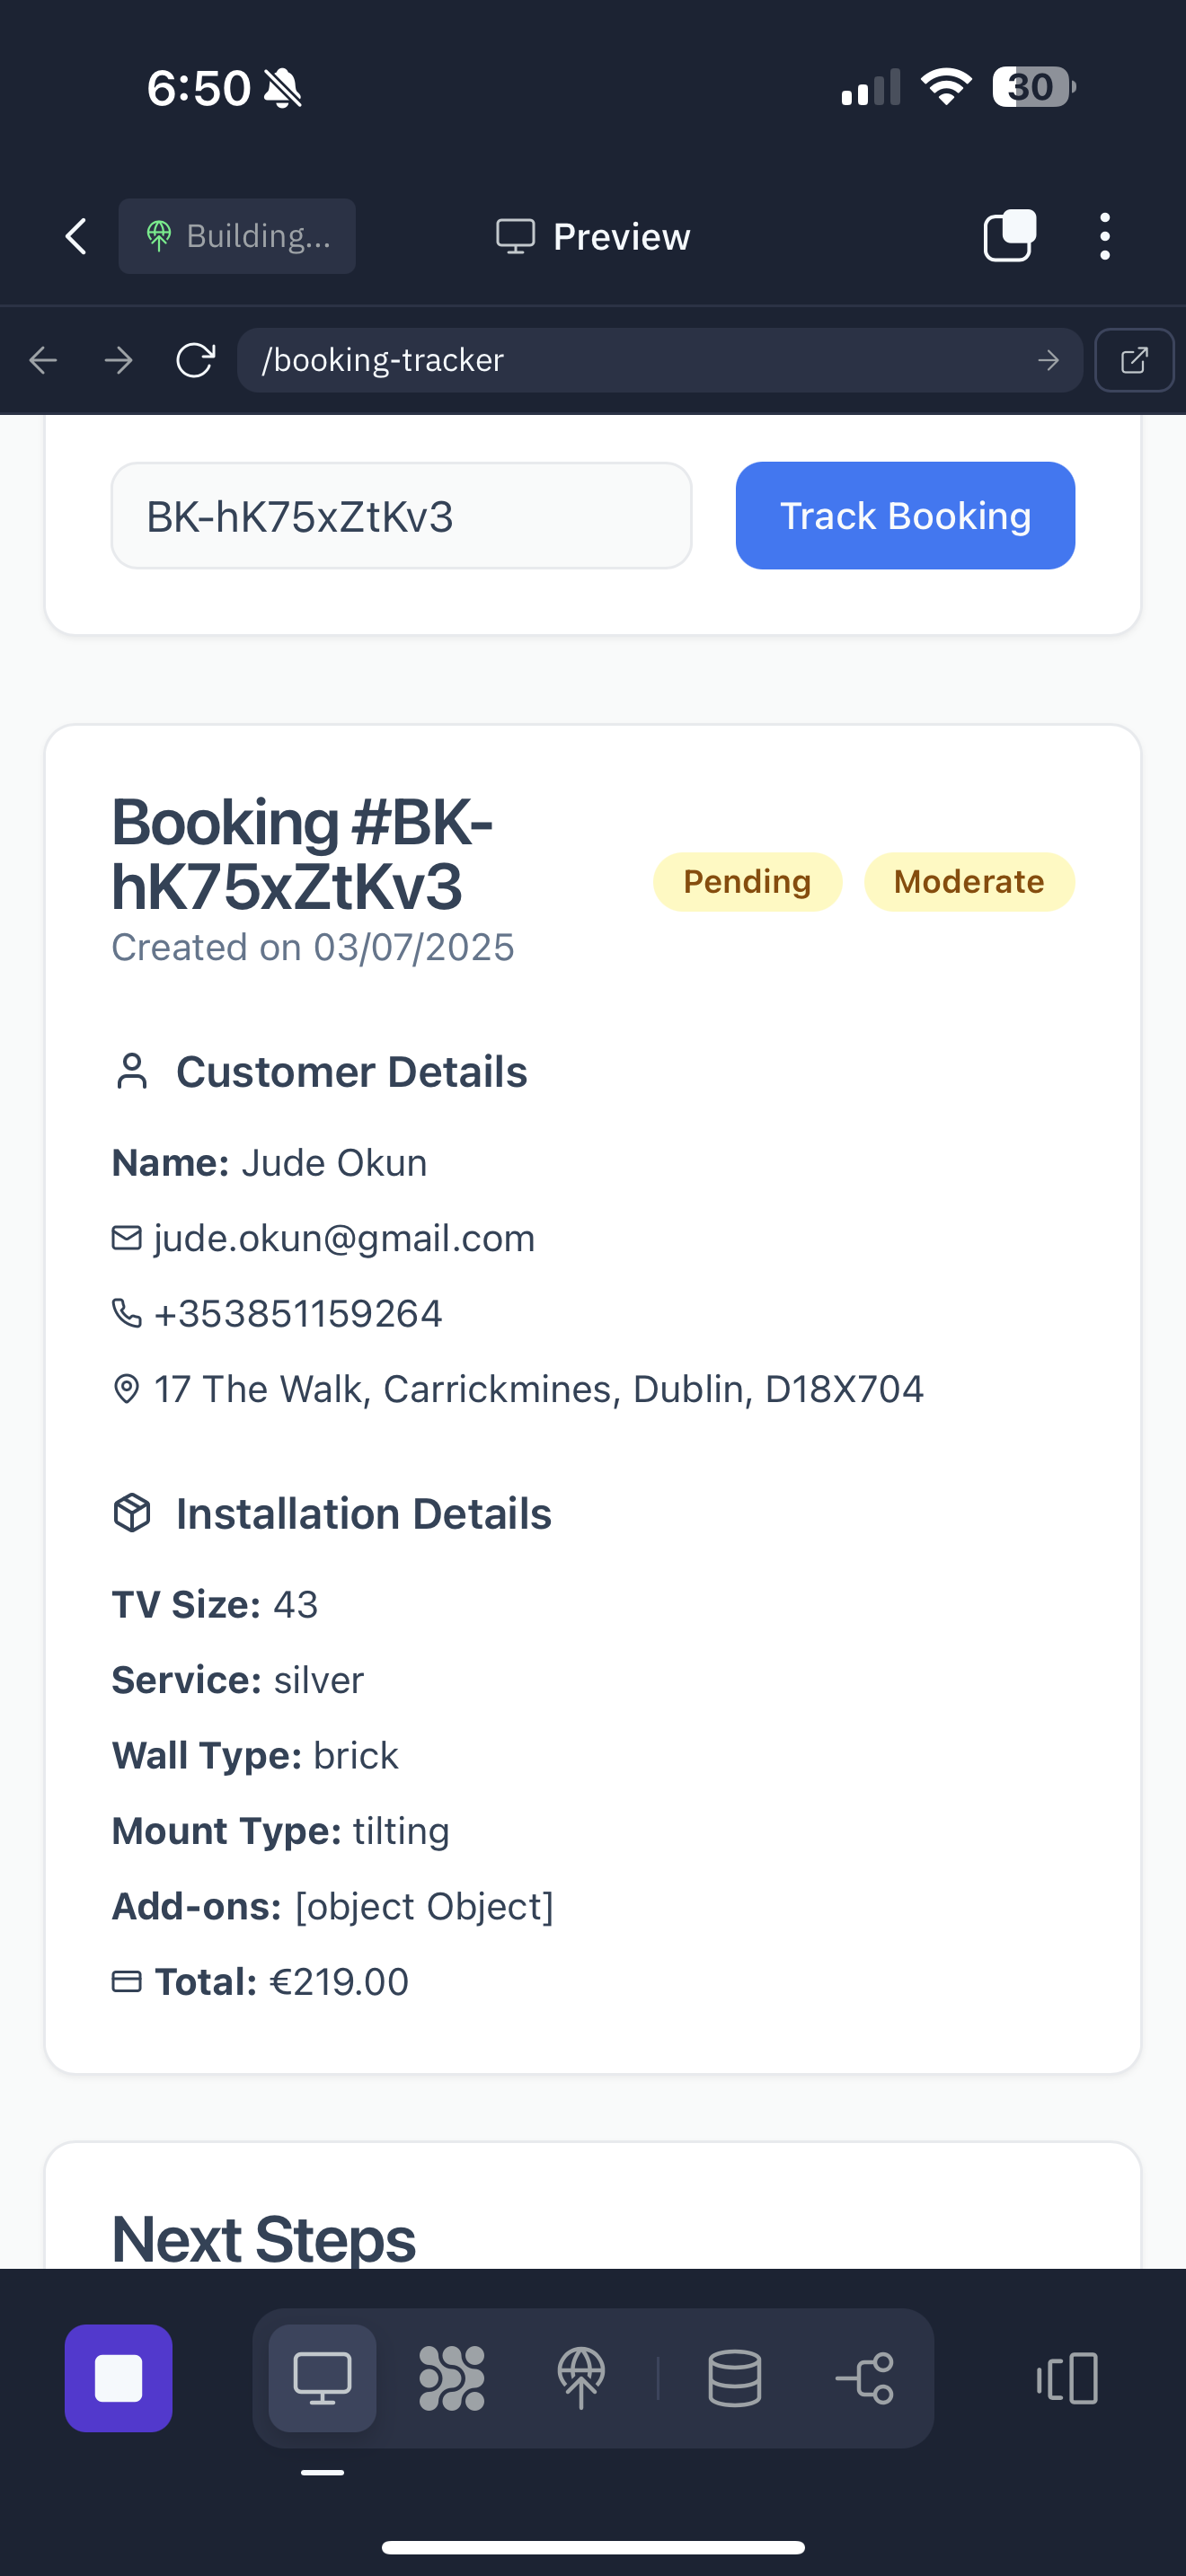 6:50
30
Building...
Preview
/booking-tracker
BK-hK75xZtKv3
Track Booking
Booking #BK-
hK75xZtKv3
Pending
Moderate
Created on 03/07/2025
Customer Details
Name: Jude Okun
jude.okun@gmail.com
+353851159264
17 The Walk, Carrickmines, Dublin, D18X704
Installation Details
TV Size: 43
Service: silver
Wall Type: brick
Mount Type: tilting
Add-ons: [object Object]
Total: €219.00
Next Steps